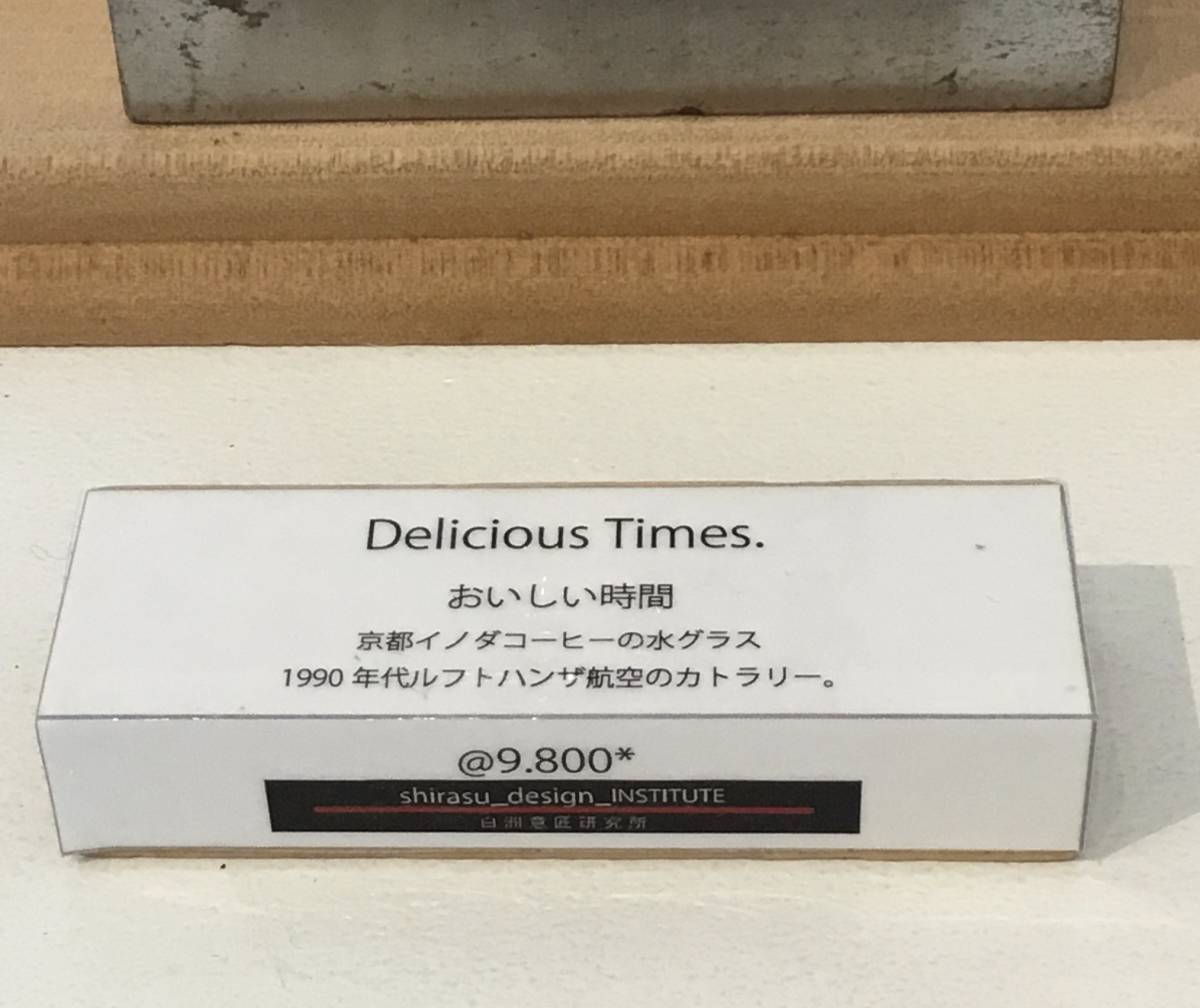 Delicious Times.
おいしい時間
京都イノダコーヒーの水グラス
1990 年代ルフトハンザ航空のカトラリー。
@9.800*
shirasu_design_INSTITUTE
白洲意匠研究所